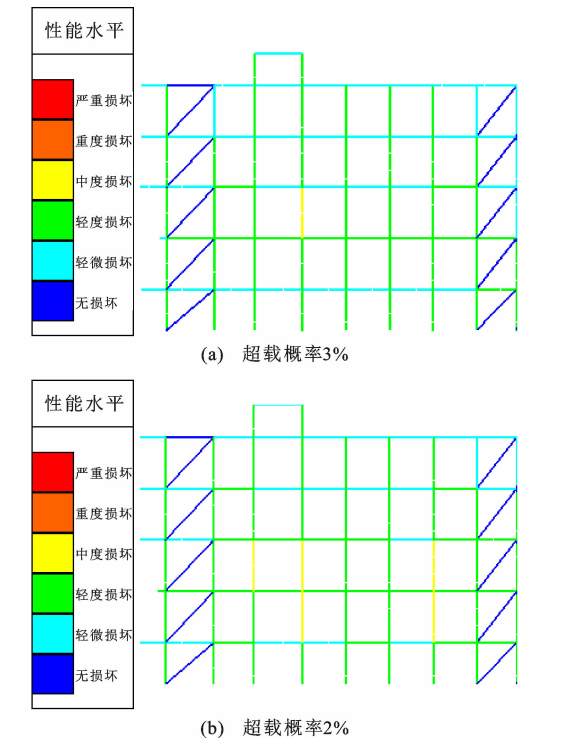 性能水平
严重损坏
重度损坏
中度损坏
轻度损坏
轻微损坏
无损坏
(a) 超载概率3%
性能水平
严重损坏
重度损坏
中度损坏
轻度损坏
轻微损坏
无损坏
(b) 超载概率2%